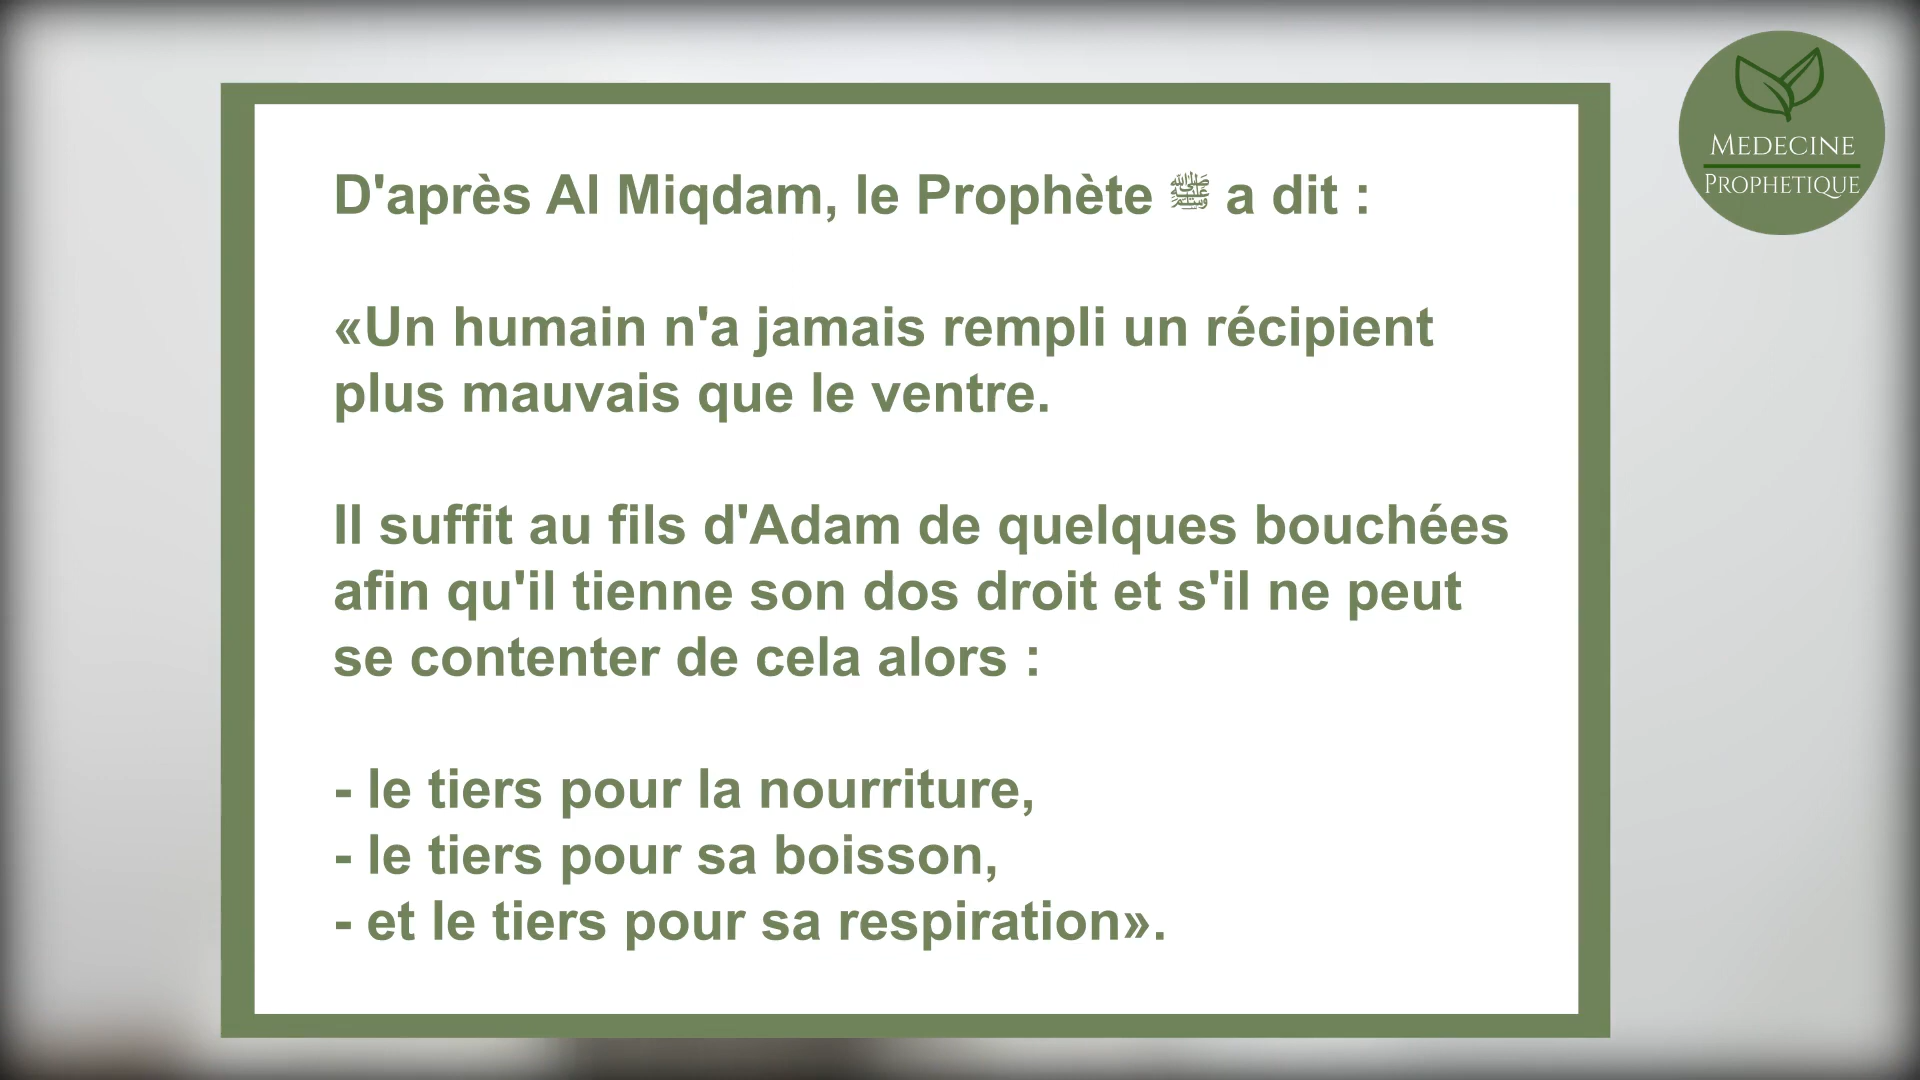 D'après Al Miqdam, le Prophète ﷺ a dit :
«Un humain n'a jamais rempli un récipient
plus mauvais que le ventre.
Il suffit au fils d'Adam de quelques bouchées
afin qu'il tienne son dos droit et s'il ne peut
se contenter de cela alors :
- le tiers pour la nourriture,
- le tiers pour sa boisson,
- et le tiers pour sa respiration».
MEDECINE
PROPHETIQUE